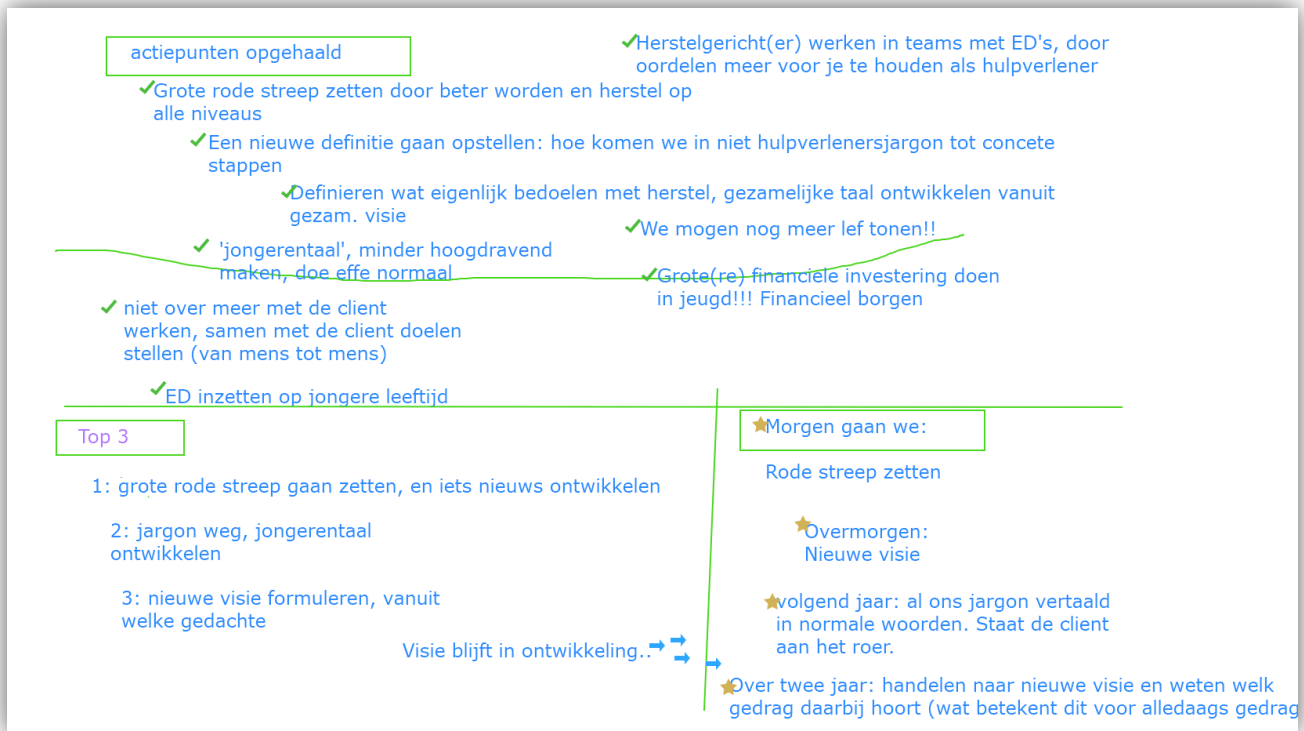 actiepunten opgehaald
Herstelgericht(er) werken in teams met ED's, door
oordelen meer voor je te houden als hulpverlener
Grote rode streep zetten door beter worden en herstel op
alle niveaus
Een nieuwe definitie gaan opstellen: hoe komen we in niet hulpverlenersjargon tot concete
stappen
Definieren wat eigenlijk bedoelen met herstel, gezamelijke taal ontwikkelen vanuit
gezam. visie
We mogen nog meer lef tonen!!
'jongerentaal', minder hoogdravend
maken, doe effe normaal
Grote(re) financiele investering doen
in jeugd!!! Financieel borgen
niet over meer met de client
werken, samen met de client doelen
stellen (van mens tot mens)
ED inzetten op jongere leeftijd
Top 3
1: grote rode streep gaan zetten, en iets nieuws ontwikkelen
2: jargon weg, jongerentaal
ontwikkelen
3: nieuwe visie formuleren, vanuit
welke gedachte
Visie blijft in ontwikkeling..
Morgen gaan we:
Rode streep zetten
Overmorgen:
Nieuwe visie
volgend jaar: al ons jargon vertaald
in normale woorden. Staat de client
aan het roer.
Over twee jaar: handelen naar nieuwe visie en weten welk
gedrag daarbij hoort (wat betekent dit voor alledaags gedrag